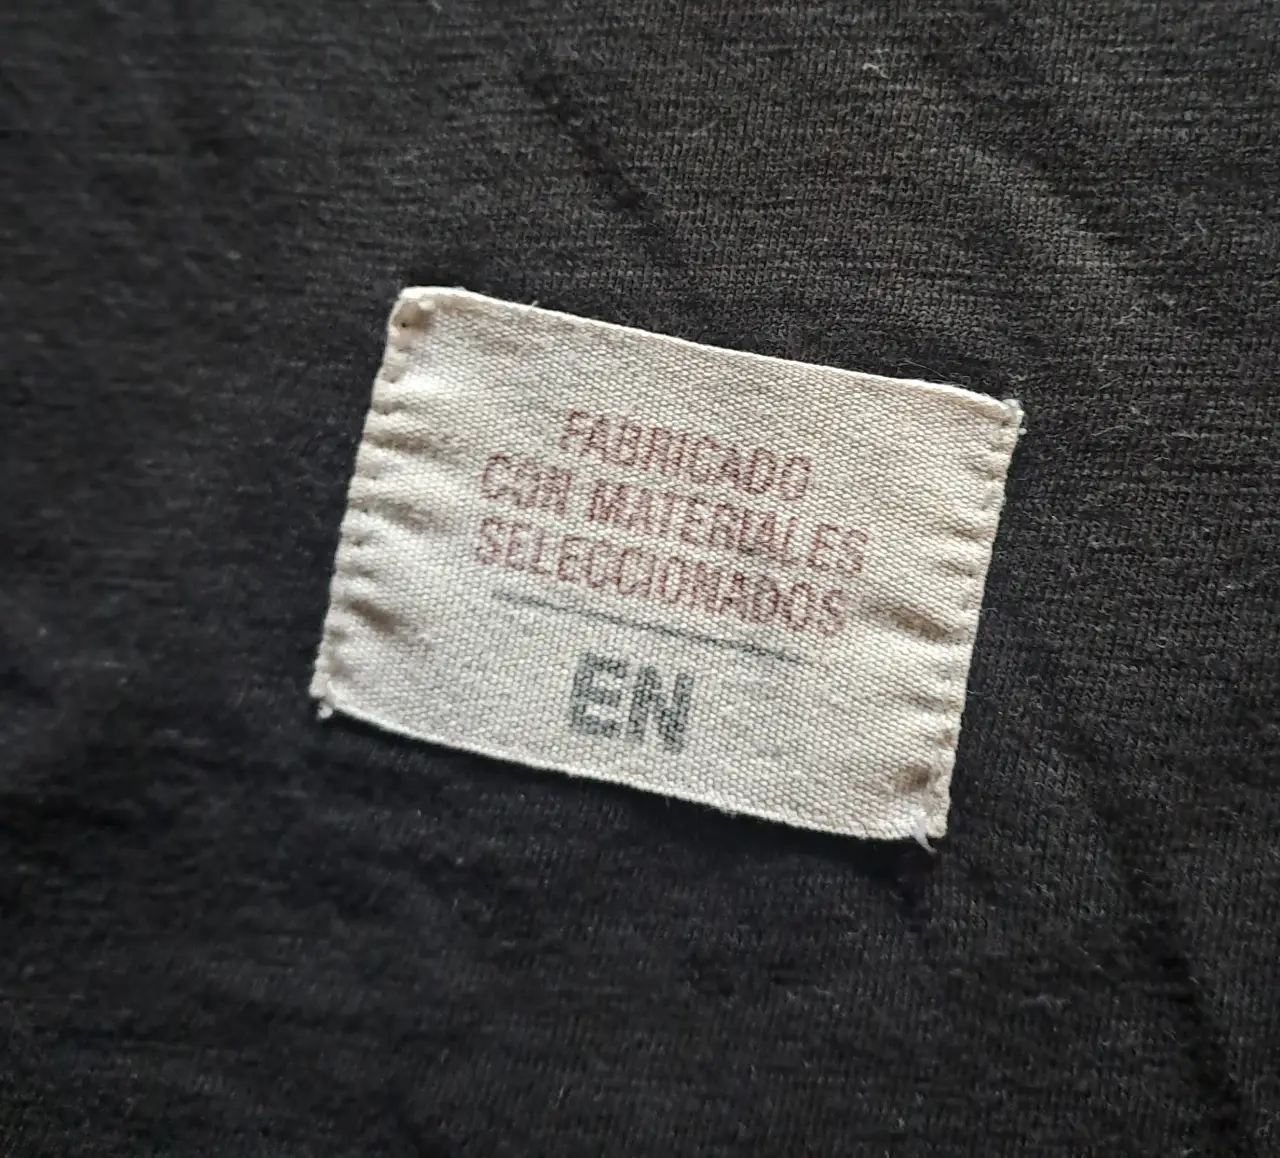 FABRICADO
CON MATERIALES
SELECCIONADOS
EN